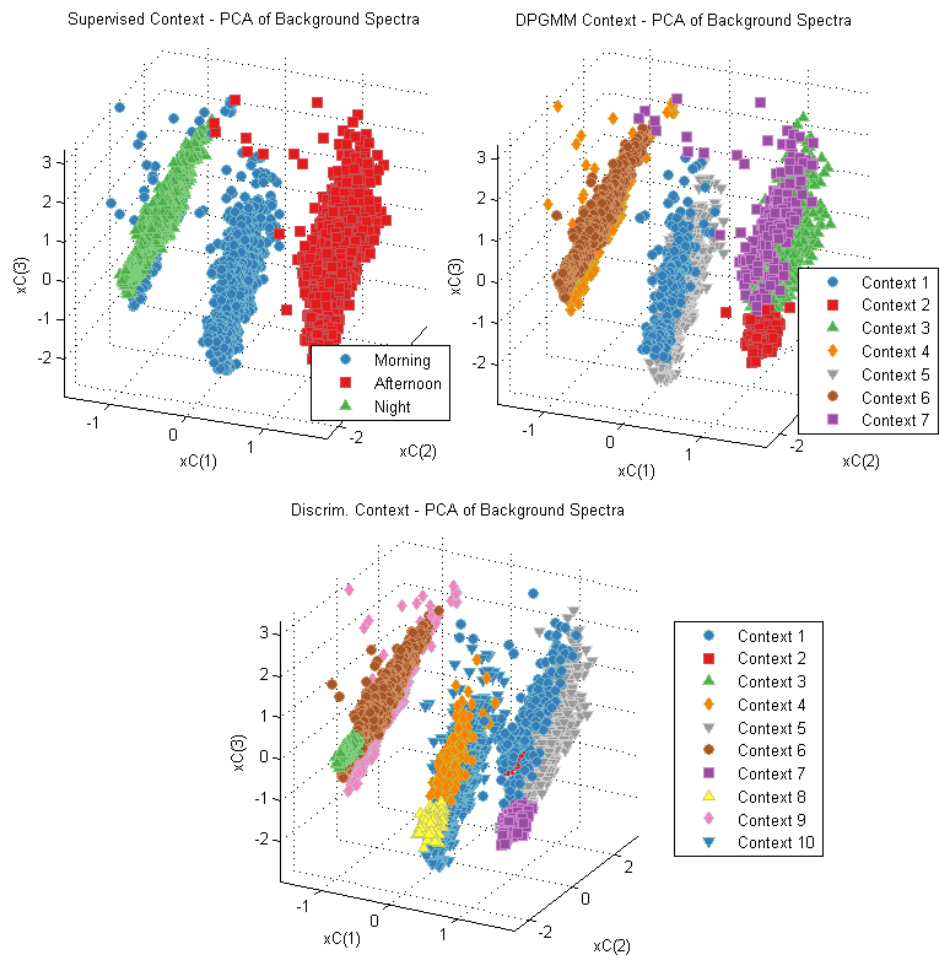 Supervised Context - PCA of Background Spectra
3
2
1
0
-1
-2
xC(3)
-1
0
1
xC(1)
-2
xC(2)
Morning
Afternoon
Night
DPGMM Context - PCA of Background Spectra
3
2
1
0
-1
-2
xC(3)
-1
0
1
xC(1)
-2
xC(2)
Context 1
Context 2
Context 3
Context 4
Context 5
Context 6
Context 7
Discrim. Context - PCA of Background Spectra
3
2
1
0
-1
-2
xC(3)
-1
0
1
xC(1)
-2
0
2
xC(2)
Context 1
Context 2
Context 3
Context 4
Context 5
Context 6
Context 7
Context 8
Context 9
Context 10